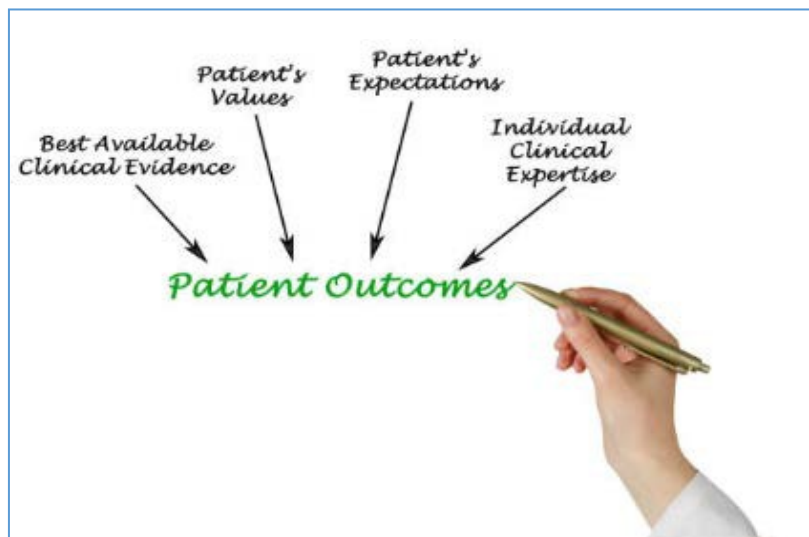 Best Available
Clinical Evidence
Patient's
Values
Patient's
Expectations
Individual
Clinical
Expertise
Patient Outcomes